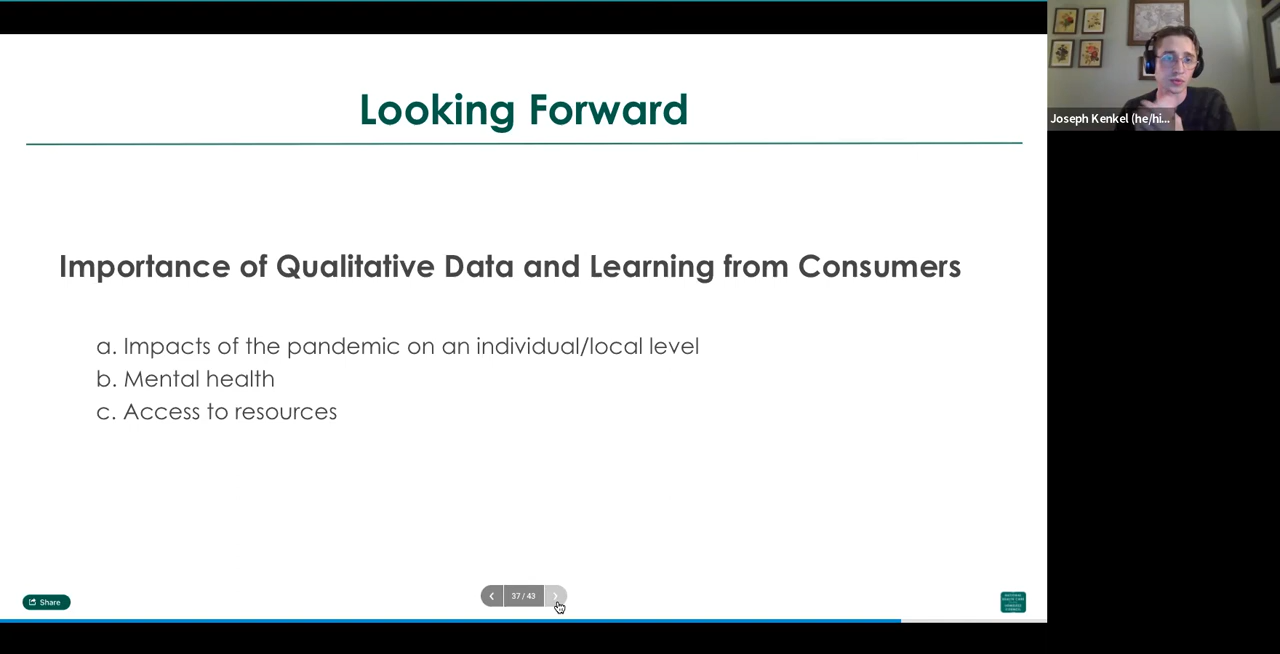 Looking Forward
Joseph Kenkel (he/hi...
Importance of Qualitative Data and Learning from Consumers
a. Impacts of the pandemic on an individual/local level
b. Mental health
c. Access to resources
Share
37 / 43